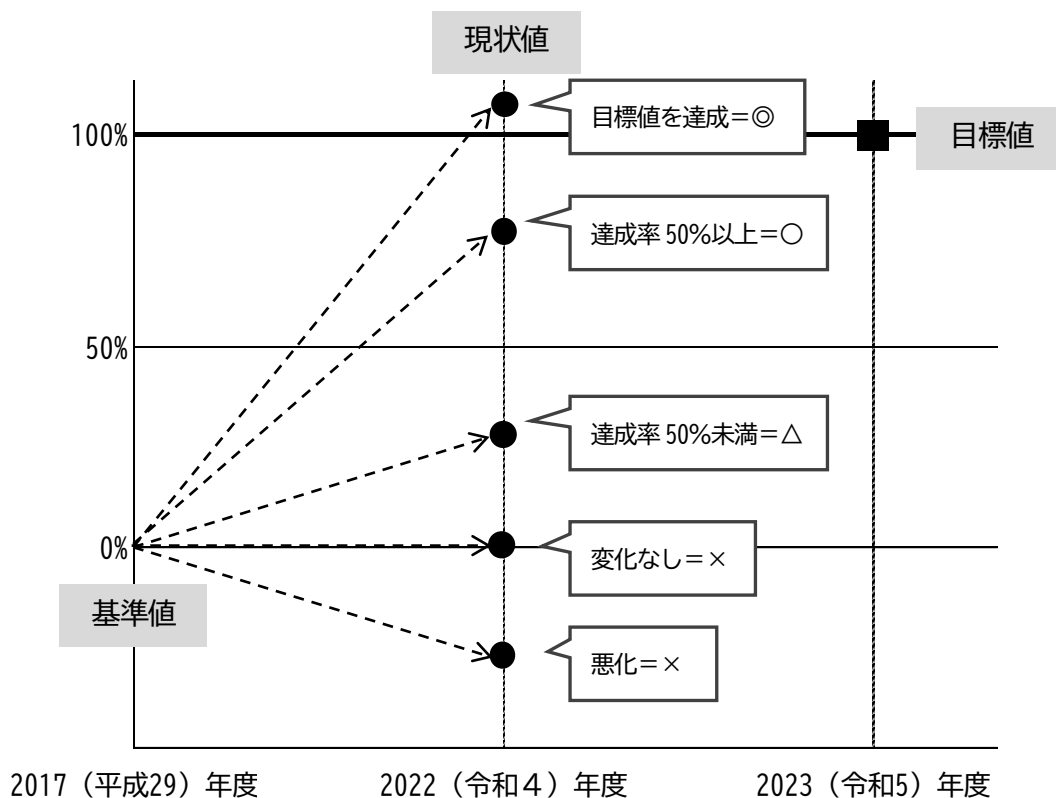 現状値
目標値を達成＝◎
100%
目標値
達成率 50%以上＝○
50%
達成率 50%未満＝△
0%
変化なし＝×
基準値
悪化＝×
2017（平成29）年度
2022（令和４）年度
2023（令和5）年度